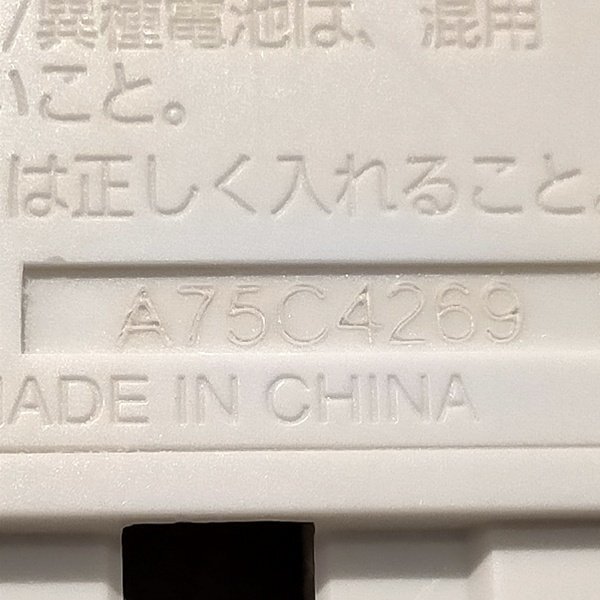 /異種電池は、混用
いこと。
は正しく入れること。
A75C4269
MADE IN CHINA